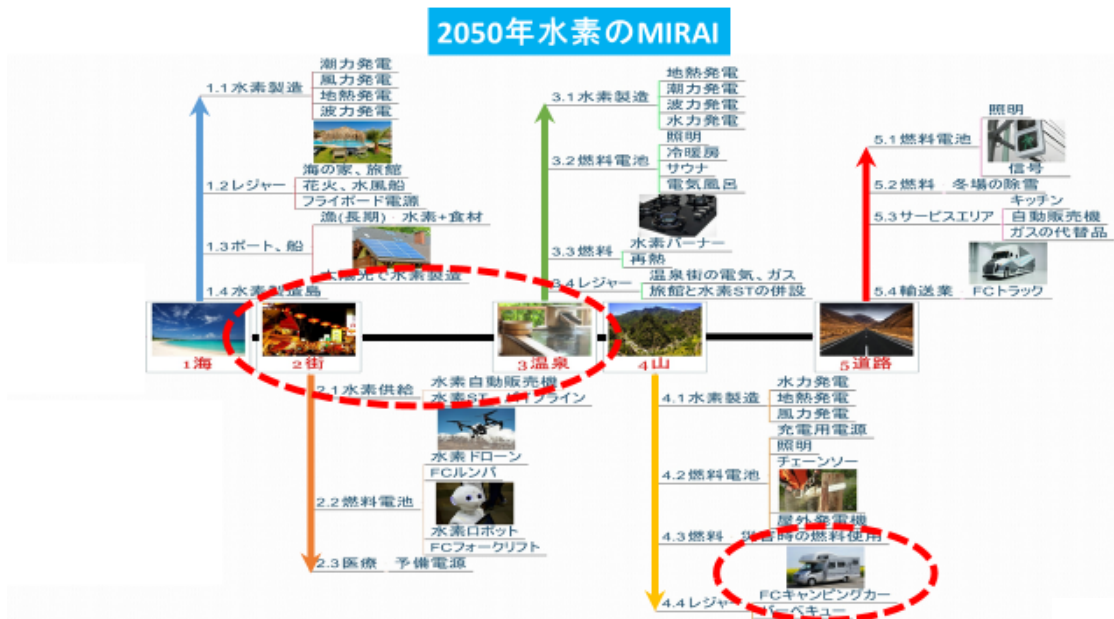 2050年水素のMIRAI
1.1水素製造
潮力発電
風力発電
地熱発電
波力発電
1.2レジャー
海の家、旅館
花火、水風船
フライボード電源
1.3ボート、船
漁(長期) 水素+食材
太陽光で水素製造
1.4水素製造島
1海
2街
2.1水素供給
水素自動販売機
水素ST パイプライン
2.2燃料電池
水素ドローン
FCルンバ
水素ロボット
FCフォークリフト
2.3医療 予備電源
3.1水素製造
地熱発電
潮力発電
波力発電
水力発電
3.2燃料電池
照明
冷暖房
サウナ
電気風呂
3.3燃料
水素バーナー
再熱
3.4レジャー
温泉街の電気、ガス
旅館と水素STの併設
3温泉
4山
4.1水素製造
水力発電
地熱発電
風力発電
4.2燃料電池
充電用電源
照明
チェーンソー
屋外発電機
4.3燃料 災害時の燃料使用
4.4レジャー
FCキャンピングカー
バーベキュー
5.1燃料電池
照明
信号
5.2燃料 冬場の除雪
5.3サービスエリア
キッチン
自動販売機
ガスの代替品
5.4輸送業 FCトラック
5道路